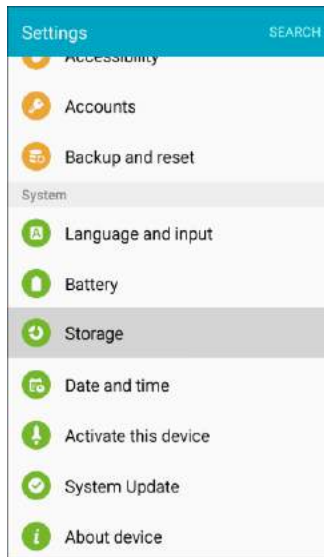 Settings
SEARCH
Accessibility
Accounts
Backup and reset
System
Language and input
Battery
Storage
Date and time
Activate this device
System Update
About device